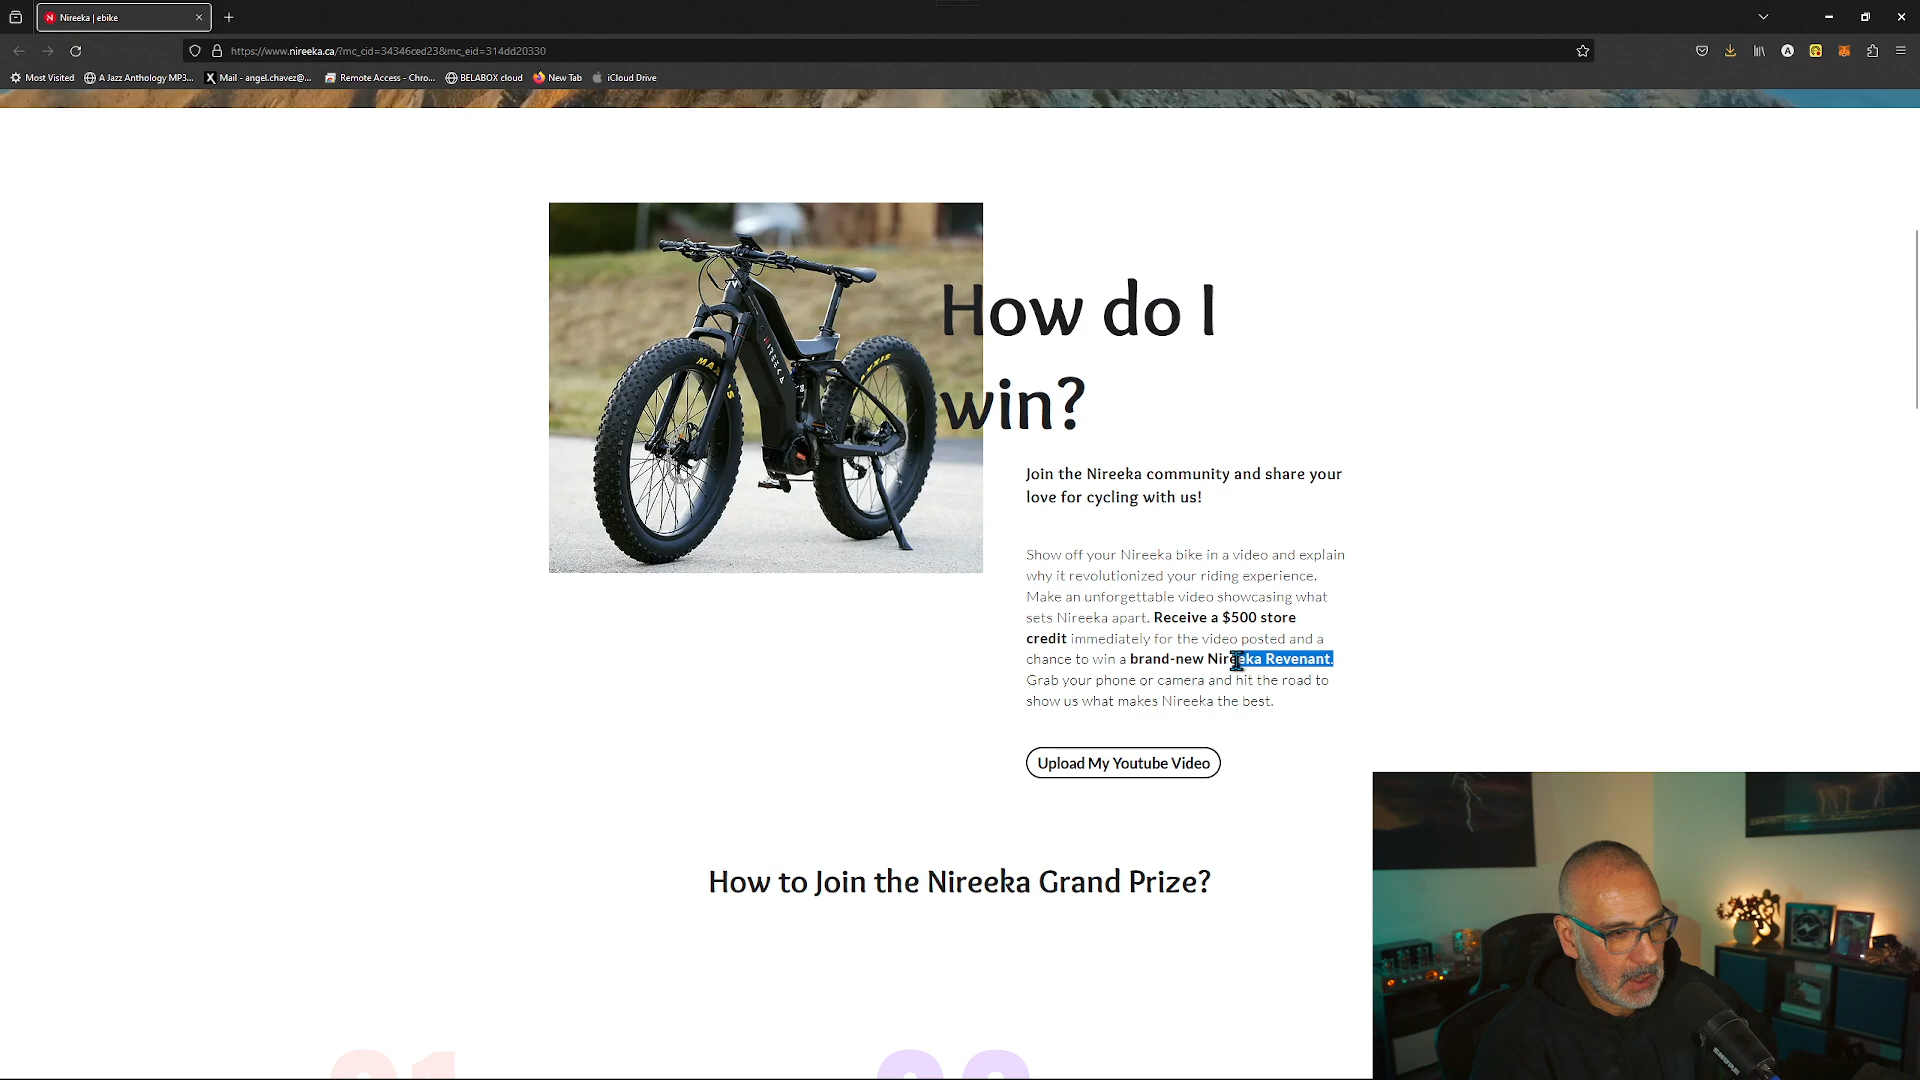 Nireeka | ebike
https://www.nireeka.ca/?mc_cid=34346ced23&mc_eid=314dd20330
Most Visited
A Jazz Anthology MP3...
Mail - angel.chavez@...
Remote Access - Chro...
BELABOX cloud
New Tab
iCloud Drive
NIREEKA
How do I
win?
Join the Nireeka community and share your
love for cycling with us!
Show off your Nireeka bike in a video and explain
why it revolutionized your riding experience.
Make an unforgettable video showcasing what
sets Nireeka apart. Receive a $500 store
credit immediately for the video posted and a
chance to win a brand-new Nireeka Revenant.
Grab your phone or camera and hit the road to
show us what makes Nireeka the best.
Upload My Youtube Video
How to Join the Nireeka Grand Prize?
SHURE